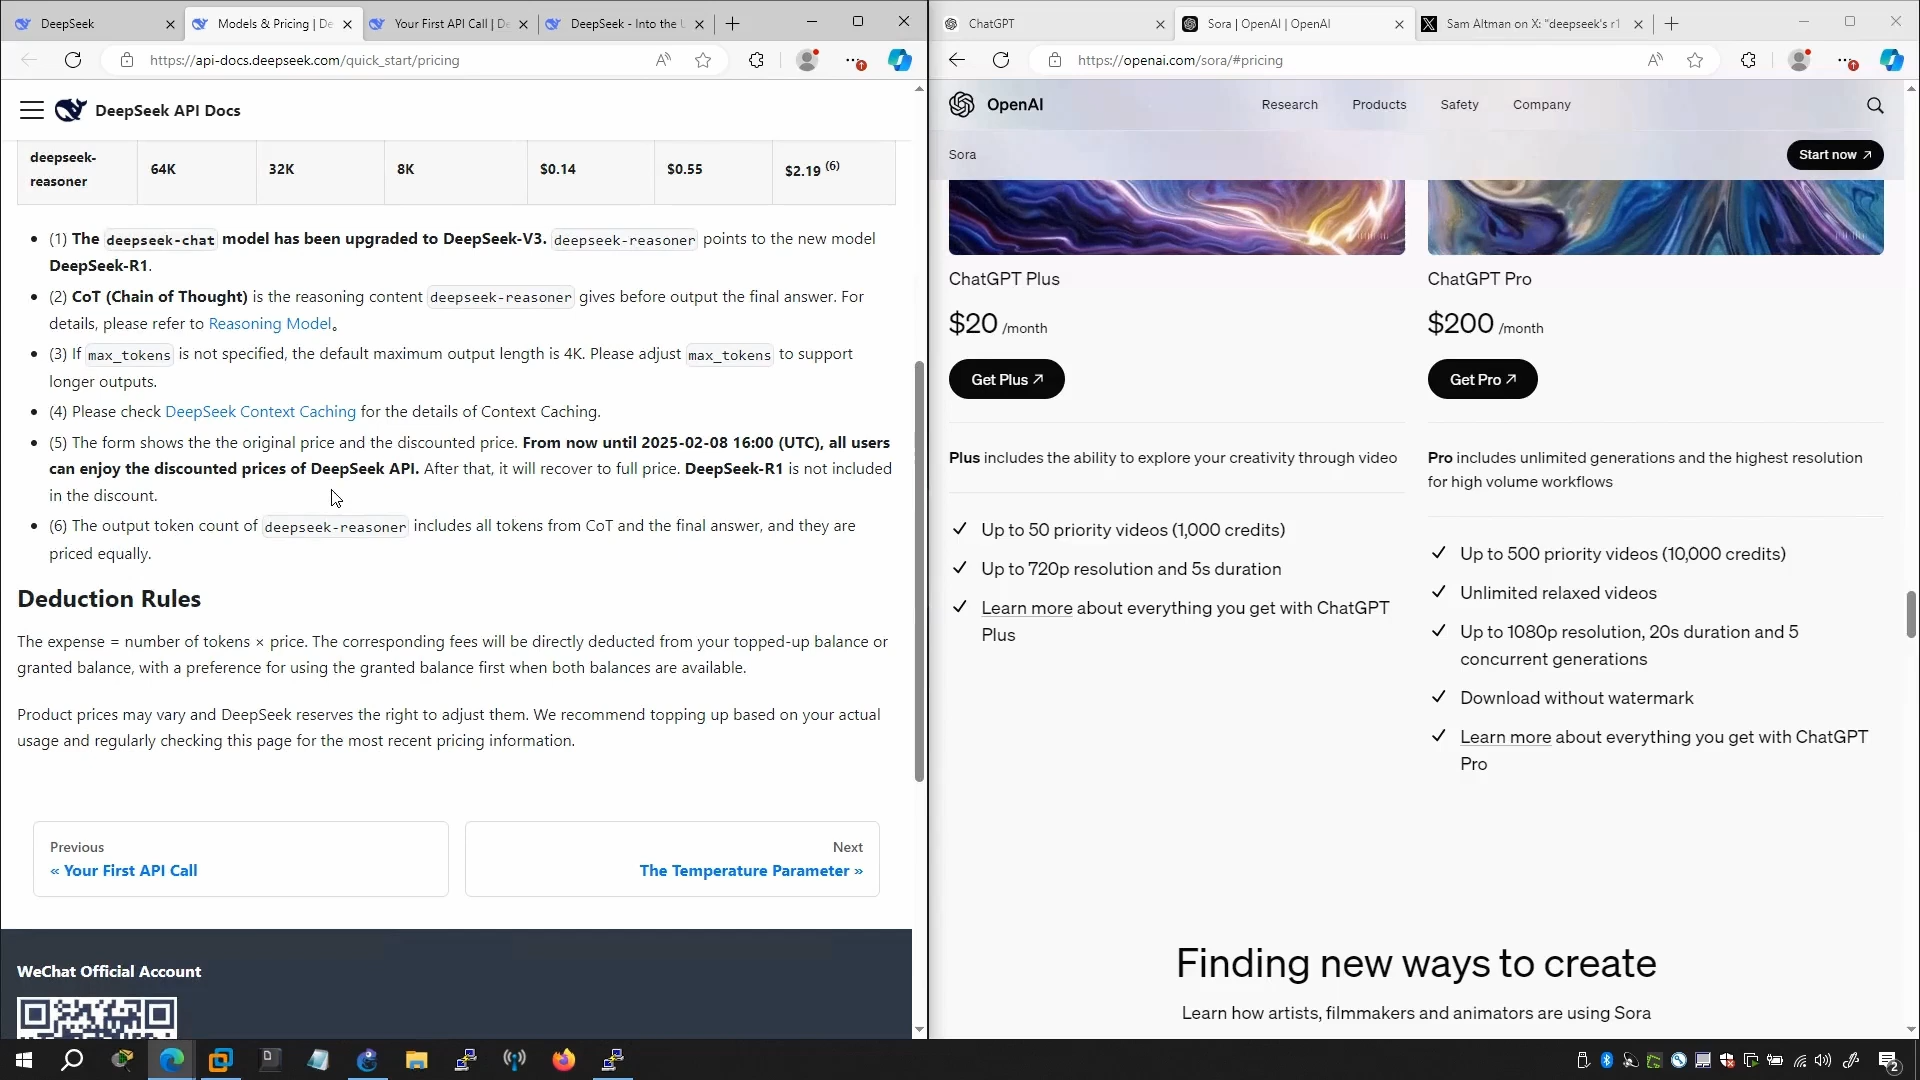 DeepSeek
Models & Pricing | De
Your First API Call | De
DeepSeek - Into the U
https://api-docs.deepseek.com/quick_start/pricing
DeepSeek API Docs
deepseek-
reasoner
64K
32K
8K
$0.14
$0.55
$2.19 (6)
(1) The deepseek-chat model has been upgraded to DeepSeek-V3. deepseek-reasoner points to the new model
DeepSeek-R1.
(2) CoT (Chain of Thought) is the reasoning content deepseek-reasoner gives before output the final answer. For
details, please refer to Reasoning Model。
(3) If max_tokens is not specified, the default maximum output length is 4K. Please adjust max_tokens to support
longer outputs.
(4) Please check DeepSeek Context Caching for the details of Context Caching.
(5) The form shows the the original price and the discounted price. From now until 2025-02-08 16:00 (UTC), all users
can enjoy the discounted prices of DeepSeek API. After that, it will recover to full price. DeepSeek-R1 is not included
in the discount.
(6) The output token count of deepseek-reasoner includes all tokens from CoT and the final answer, and they are
priced equally.
Deduction Rules
The expense = number of tokens × price. The corresponding fees will be directly deducted from your topped-up balance or
granted balance, with a preference for using the granted balance first when both balances are available.
Product prices may vary and DeepSeek reserves the right to adjust them. We recommend topping up based on your actual
usage and regularly checking this page for the most recent pricing information.
Previous
« Your First API Call
Next
The Temperature Parameter »
WeChat Official Account
ChatGPT
Sora | OpenAI | OpenAI
Sam Altman on X: "deepseek's r1
https://openai.com/sora/#pricing
OpenAI
Research
Products
Safety
Company
Sora
Start now ↗
ChatGPT Plus
$20 /month
Get Plus ↗
Plus includes the ability to explore your creativity through video
✓ Up to 50 priority videos (1,000 credits)
✓ Up to 720p resolution and 5s duration
✓ Learn more about everything you get with ChatGPT
Plus
ChatGPT Pro
$200 /month
Get Pro ↗
Pro includes unlimited generations and the highest resolution
for high volume workflows
✓ Up to 500 priority videos (10,000 credits)
✓ Unlimited relaxed videos
✓ Up to 1080p resolution, 20s duration and 5
concurrent generations
✓ Download without watermark
✓ Learn more about everything you get with ChatGPT
Pro
Finding new ways to create
Learn how artists, filmmakers and animators are using Sora
2